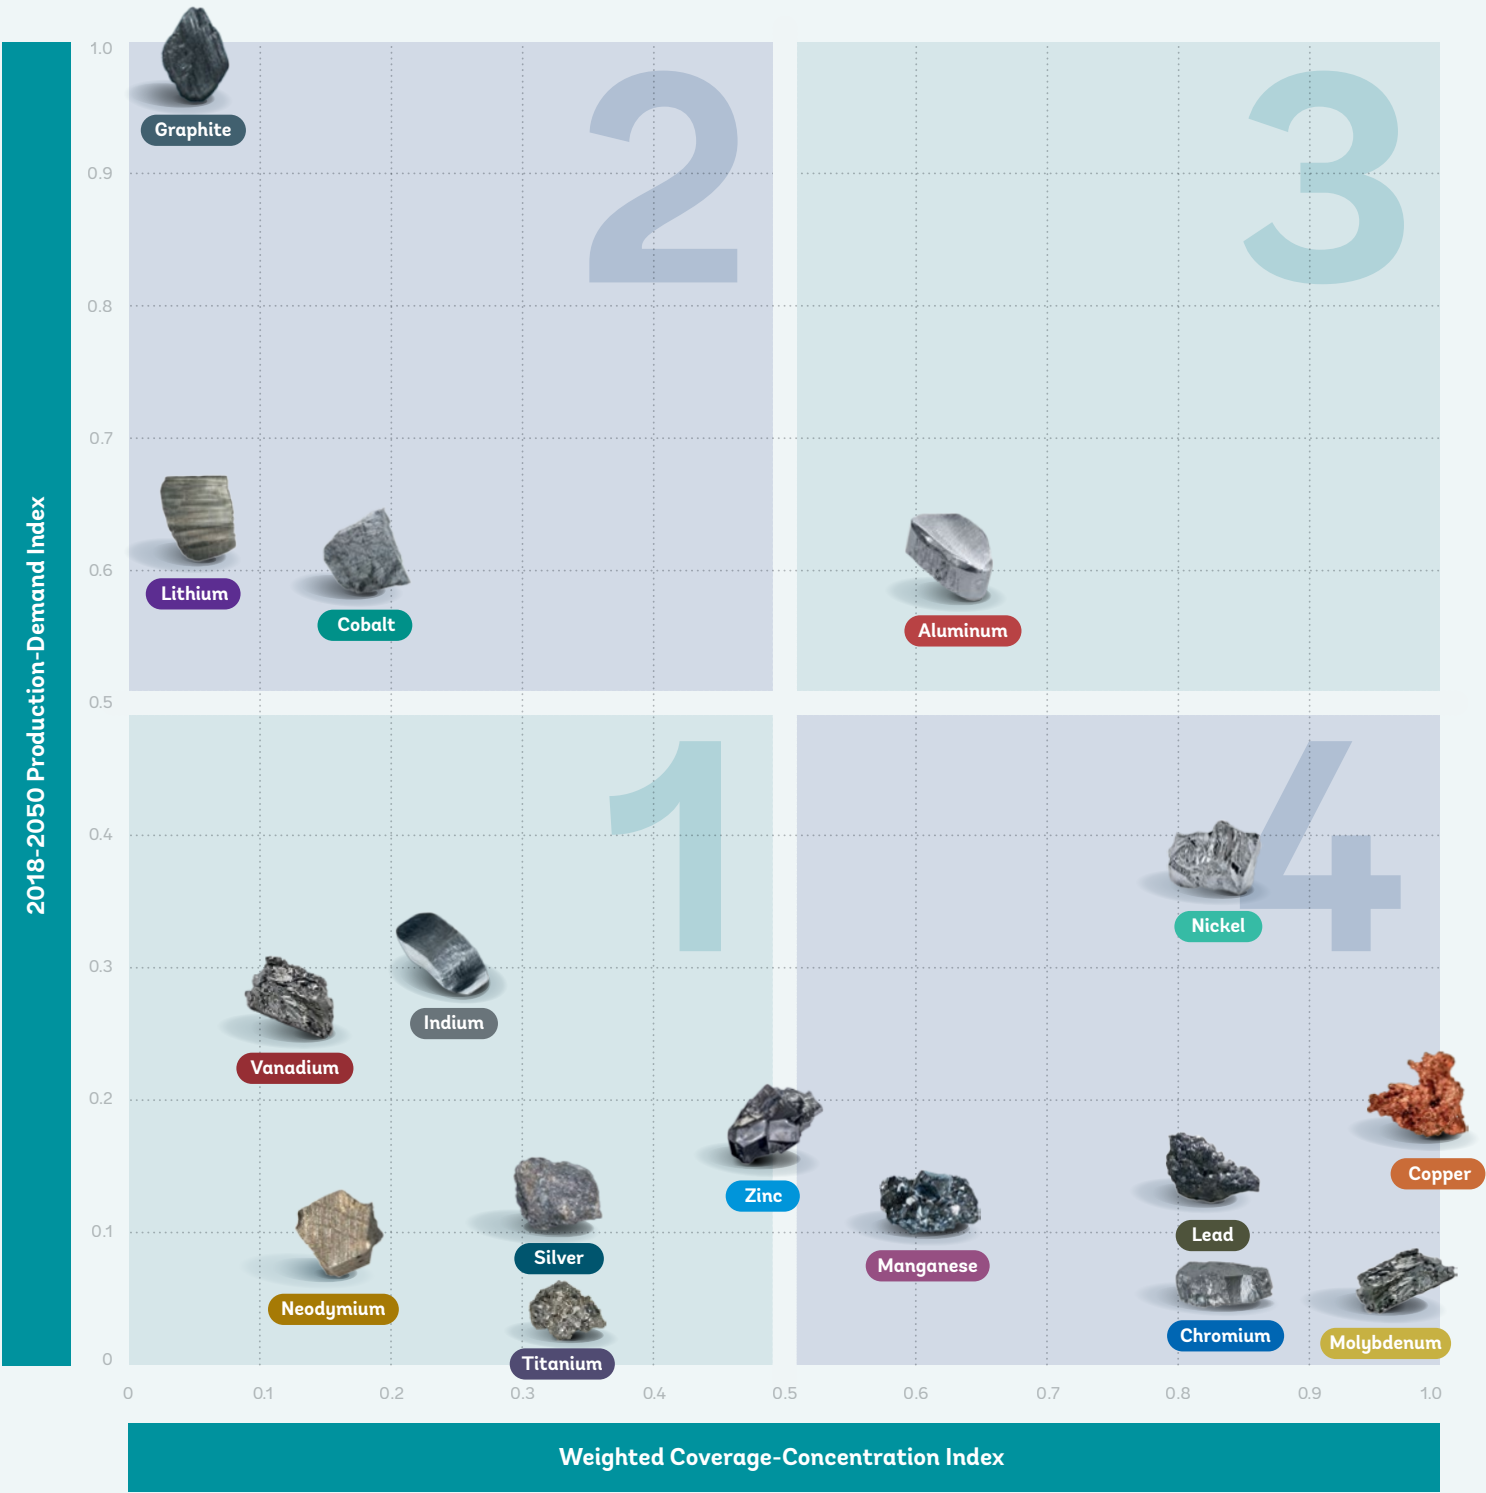 1.0
Graphite
2
3
0.9
0.8
0.7
0.6
Lithium
Cobalt
Aluminum
0.5
2018-2050 Production-Demand Index
1
4
0.4
Nickel
0.3
Indium
Vanadium
0.2
Copper
Zinc
0.1
Lead
Silver
Manganese
Neodymium
Chromium
Molybdenum
0
Titanium
0 0.1 0.2 0.3 0.4 0.5 0.6 0.7 0.8 0.9 1.0
Weighted Coverage-Concentration Index